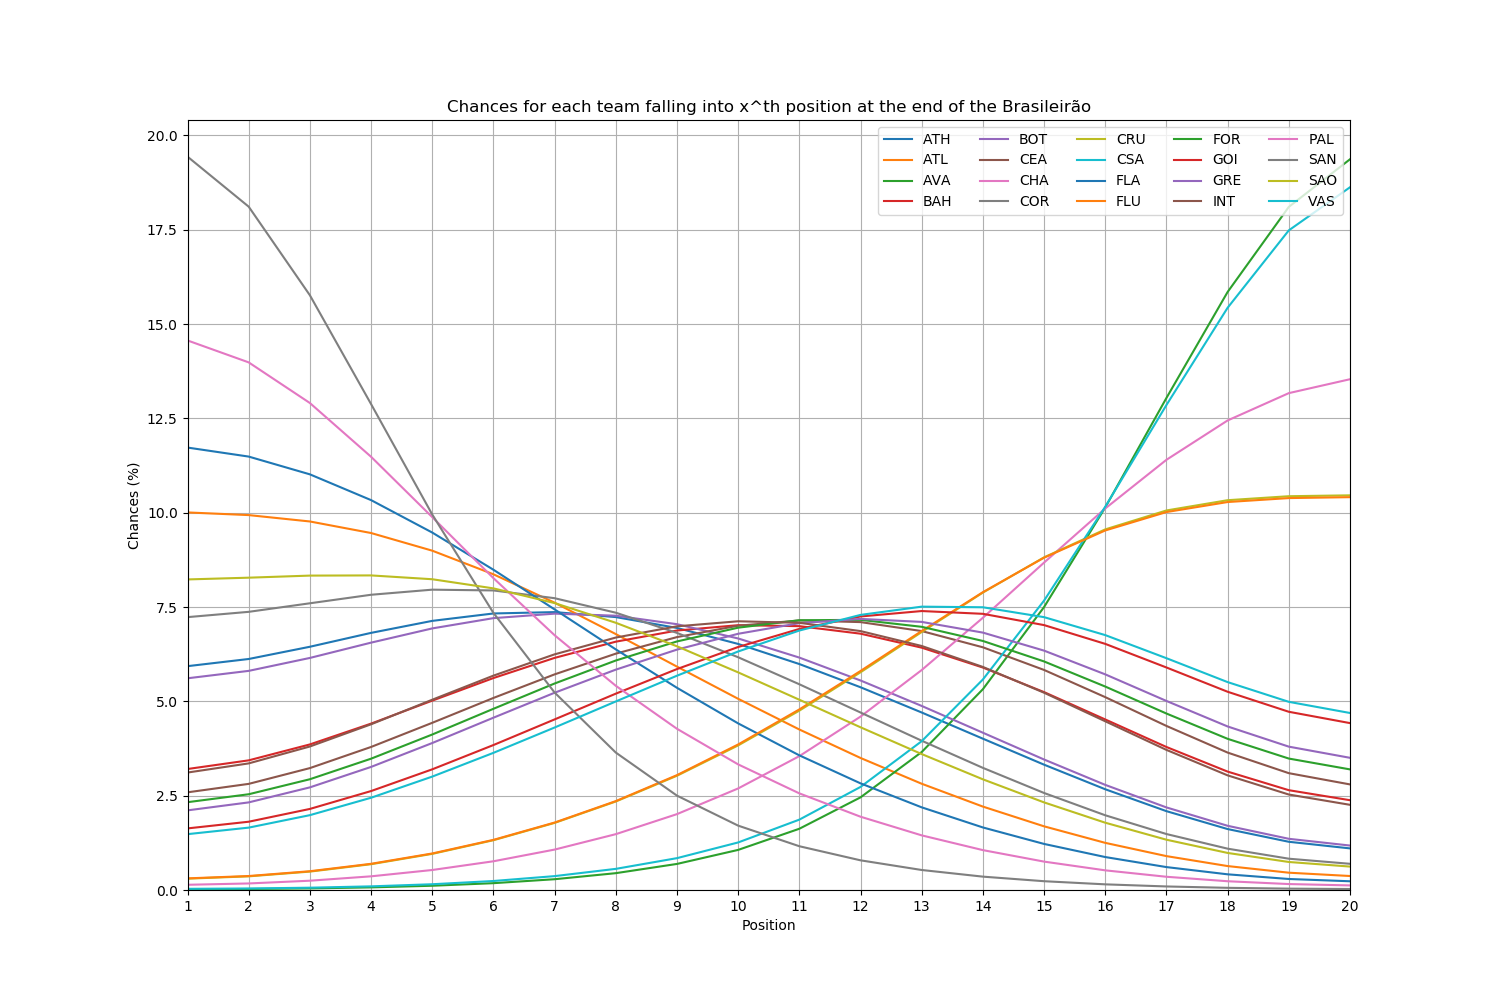 Chances for each team falling into x^th position at the end of the Brasileirão
20.0
17.5
15.0
12.5
10.0
7.5
5.0
2.5
0.0
Chances (%)
ATH BOT CRU FOR PAL
ATL CEA CSA GOI SAN
AVA CHA FLA GRE SAO
BAH COR FLU INT VAS
1 2 3 4 5 6 7 8 9 10 11 12 13 14 15 16 17 18 19 20
Position